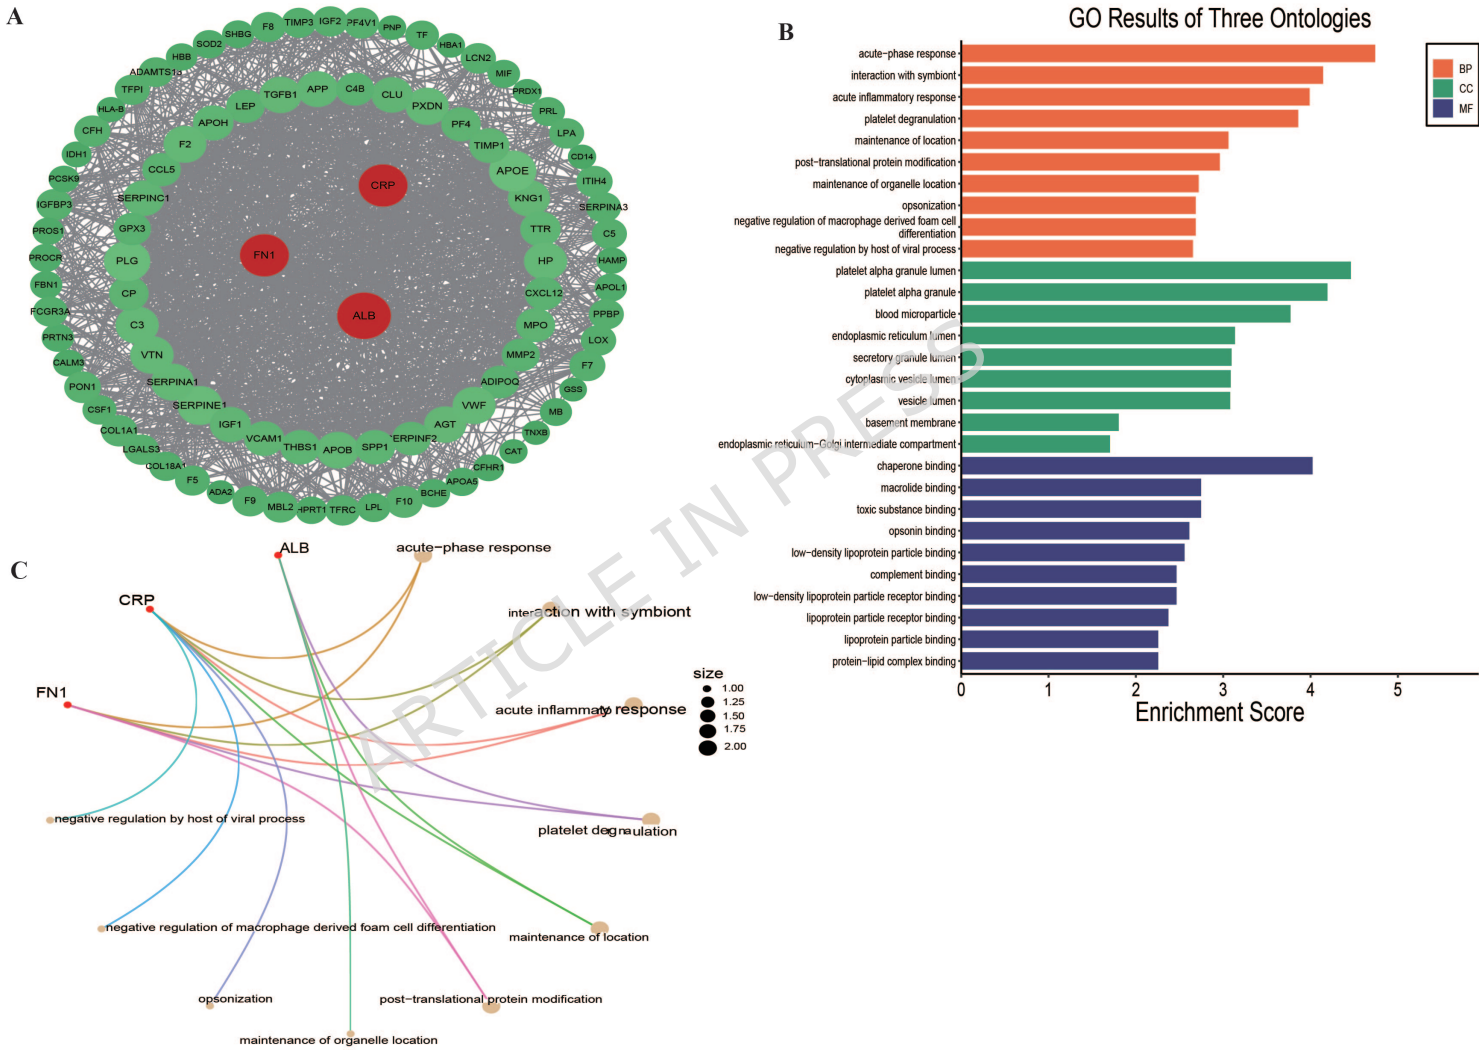 A
SHBG
F8
TIMP3
IGF2
PF4V1
PNP
TF
HBA1
LCN2
MIF
PRDX1
PRL
LPA
CD14
ITIH4
SERPINA3
C5
HAMP
APOL1
PPBP
LOX
F7
GSS
MB
TNXB
CAT
CFHR1
APOA5
BCHE
F10
LPL
TFRC
HPRT1
MBL2
F9
ADA2
F5
COL18A1
LGALS3
COL1A1
CSF1
PON1
CALM3
PRTN3
FCGR3A
FBN1
PROCR
PROS1
IGFBP3
PCSK9
IDH1
CFH
HLA-B
TFPI
ADAMTS13
HBB
SOD2
TGFB1
APP
C4B
CLU
PXDN
PF4
TIMP1
APOE
KNG1
TTR
HP
CXCL12
MPO
MMP2
ADIPOQ
VWF
AGT
SERPINF2
SPP1
APOB
THBS1
VCAM1
IGF1
SERPINE1
SERPINA1
VTN
C3
CP
PLG
GPX3
SERPINC1
CCL5
F2
APOH
LEP
CRP
FN1
ALB
B
GO Results of Three Ontologies
acute−phase response
interaction with symbiont
acute inflammatory response
platelet degranulation
maintenance of location
post−translational protein modification
maintenance of organelle location
opsonization
negative regulation of macrophage derived foam cell
differentiation
negative regulation by host of viral process
platelet alpha granule lumen
platelet alpha granule
blood microparticle
endoplasmic reticulum lumen
secretory granule lumen
cytoplasmic vesicle lumen
vesicle lumen
basement membrane
endoplasmic reticulum−Golgi intermediate compartment
chaperone binding
macrolide binding
toxic substance binding
opsonin binding
low−density lipoprotein particle binding
complement binding
low−density lipoprotein particle receptor binding
lipoprotein particle receptor binding
lipoprotein particle binding
protein−lipid complex binding
0 1 2 3 4 5
Enrichment Score
BP
CC
MF
C
ALB
CRP
FN1
acute−phase response
interaction with symbiont
acute inflammato ry response
platelet degranulation
maintenance of location
post−translational protein modification
maintenance of organelle location
opsonization
negative regulation of macrophage derived foam cell differentiation
negative regulation by host of viral process
size
1.00
1.25
1.50
1.75
2.00
ARTICLE IN PRESS